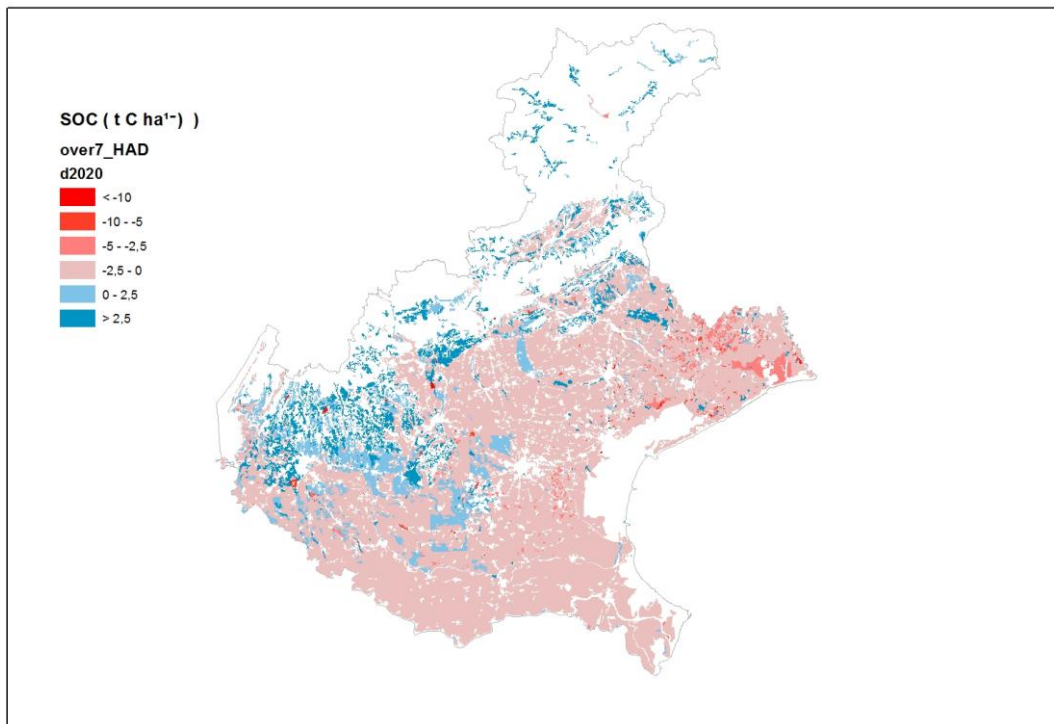 SOC ( t C ha¹⁻) )
over7_HAD
d2020
< -10
-10 - -5
-5 - -2,5
-2,5 - 0
0 - 2,5
> 2,5